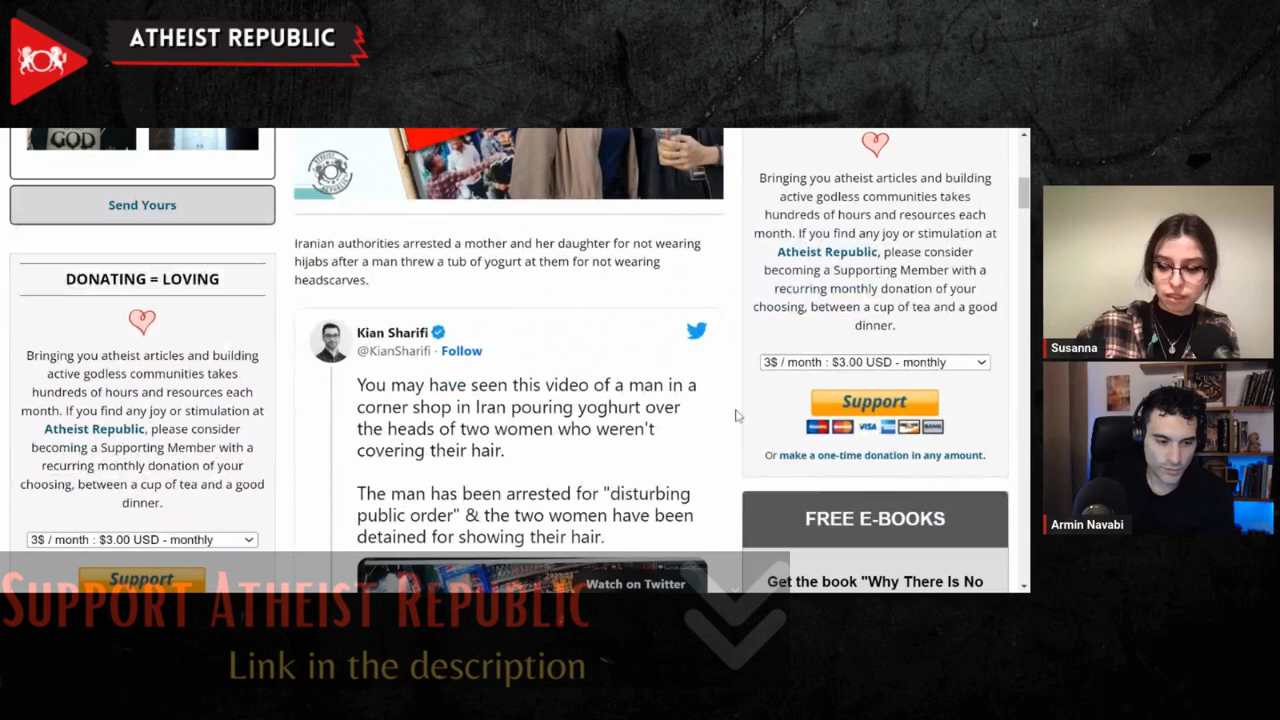 ATHEIST REPUBLIC
GOD
Send Yours
DONATING = LOVING
Bringing you atheist articles and building
active godless communities takes
hundreds of hours and resources each
month. If you find any joy or stimulation at
Atheist Republic, please consider
becoming a Supporting Member with a
recurring monthly donation of your
choosing, between a cup of tea and a good
dinner.
3$ / month : $3.00 USD - monthly
Support
Iranian authorities arrested a mother and her daughter for not wearing
hijabs after a man threw a tub of yogurt at them for not wearing
headscarves.
Kian Sharifi
@KianSharifi · Follow
You may have seen this video of a man in a
corner shop in Iran pouring yoghurt over
the heads of two women who weren't
covering their hair.
The man has been arrested for "disturbing
public order" & the two women have been
detained for showing their hair.
Watch on Twitter
Bringing you atheist articles and building
active godless communities takes
hundreds of hours and resources each
month. If you find any joy or stimulation at
Atheist Republic, please consider
becoming a Supporting Member with a
recurring monthly donation of your
choosing, between a cup of tea and a good
dinner.
3$ / month : $3.00 USD - monthly
Support
VISA
BANK
Or make a one-time donation in any amount.
FREE E-BOOKS
Get the book "Why There Is No
Susanna
Armin Navabi
SUPPORT ATHEIST REPUBLIC
Link in the description